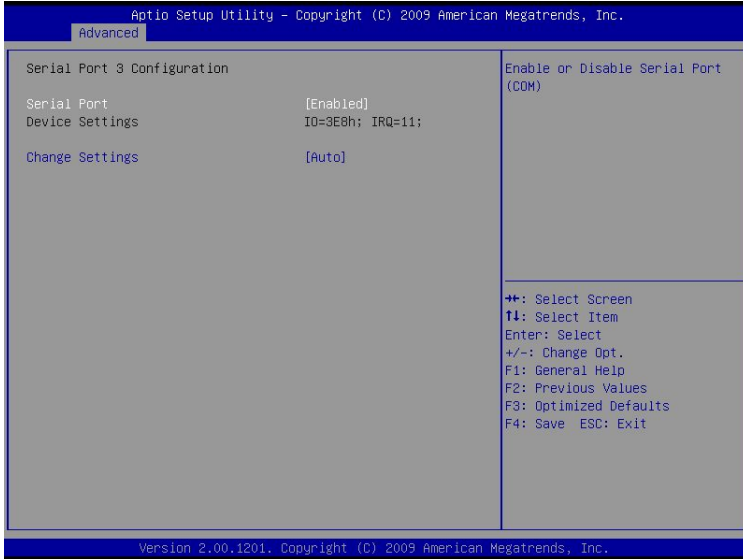 Aptio Setup Utility – Copyright (C) 2009 American Megatrends, Inc.
Advanced
Serial Port 3 Configuration
Serial Port [Enabled]
Device Settings IO=3E8h; IRQ=11;
Change Settings [Auto]
Enable or Disable Serial Port
(COM)
→←: Select Screen
↑↓: Select Item
Enter: Select
+/-: Change Opt.
F1: General Help
F2: Previous Values
F3: Optimized Defaults
F4: Save ESC: Exit
Version 2.00.1201. Copyright (C) 2009 American Megatrends, Inc.